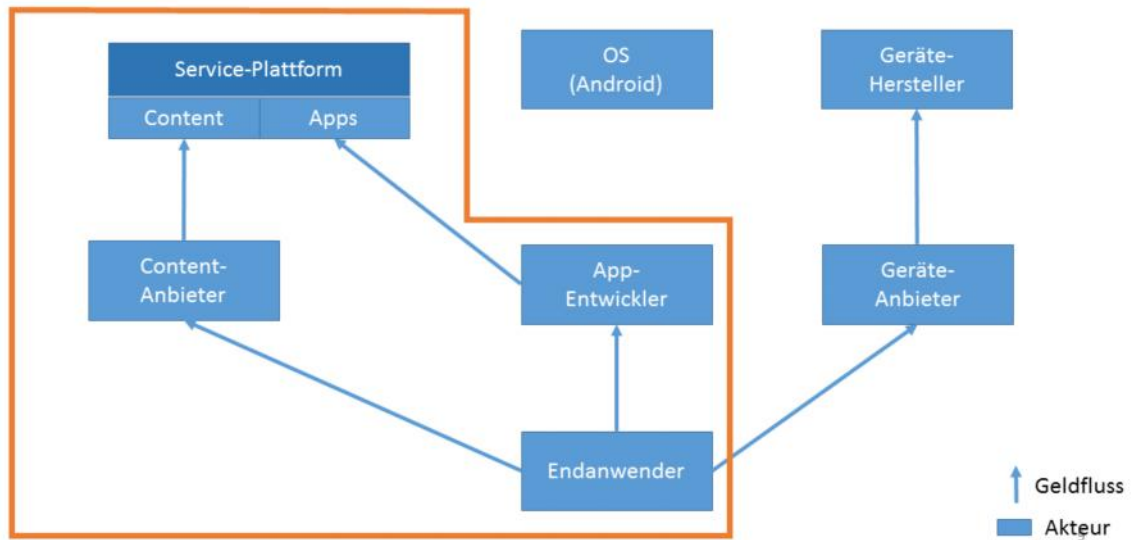 Service-Plattform
Content
Apps
OS
(Android)
Geräte-
Hersteller
Content-
Anbieter
App-
Entwickler
Geräte-
Anbieter
Endanwender
Geldfluss
Akteur